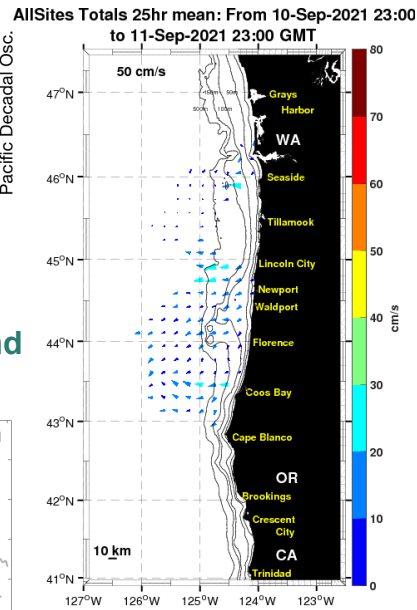 AllSites Totals 25hr mean: From 10-Sep-2021 23:00
to 11-Sep-2021 23:00 GMT
Pacific Decadal Osc.
nd
50 cm/s
47°N
46°N
45°N
44°N
43°N
42°N
41°N
50m
Grays
Harbor
WA
Seaside
Tillamook
Lincoln City
Newport
Waldport
Florence
Coos Bay
Cape Blanco
OR
Brookings
Crescent
City
CA
Trinidad
10 km
127°W 126°W 125°W 124°W 123°W
80
70
60
50
40
30
20
10
0
cm/s